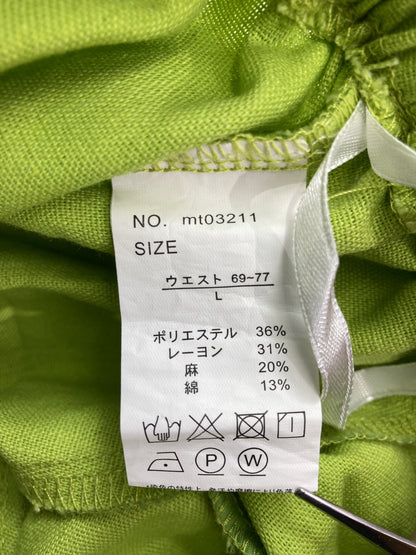 NO. mt03211
SIZE
ウエスト 69~77
L
ポリエステル 36%
レーヨン 31%
麻 20%
綿 13%
P W